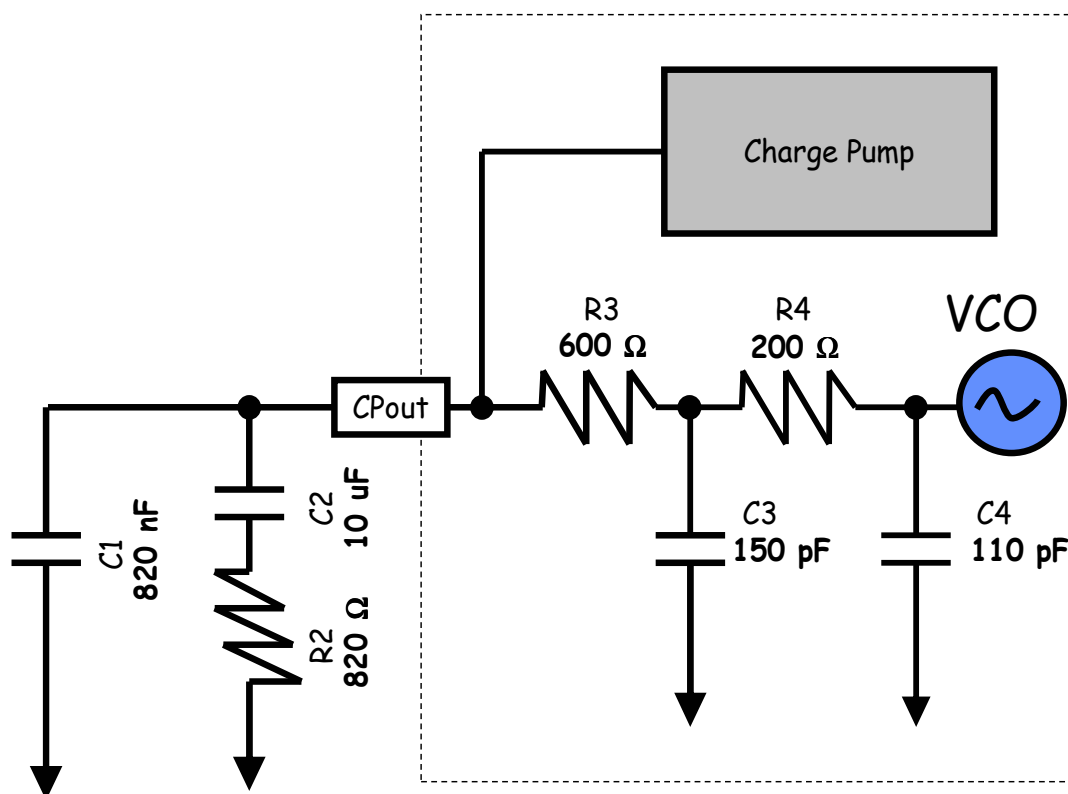 Charge Pump
VCO
R3
600 Ω
R4
200 Ω
CPout
C1
820 nF
C2
10 uF
R2
820 Ω
C3
150 pF
C4
110 pF